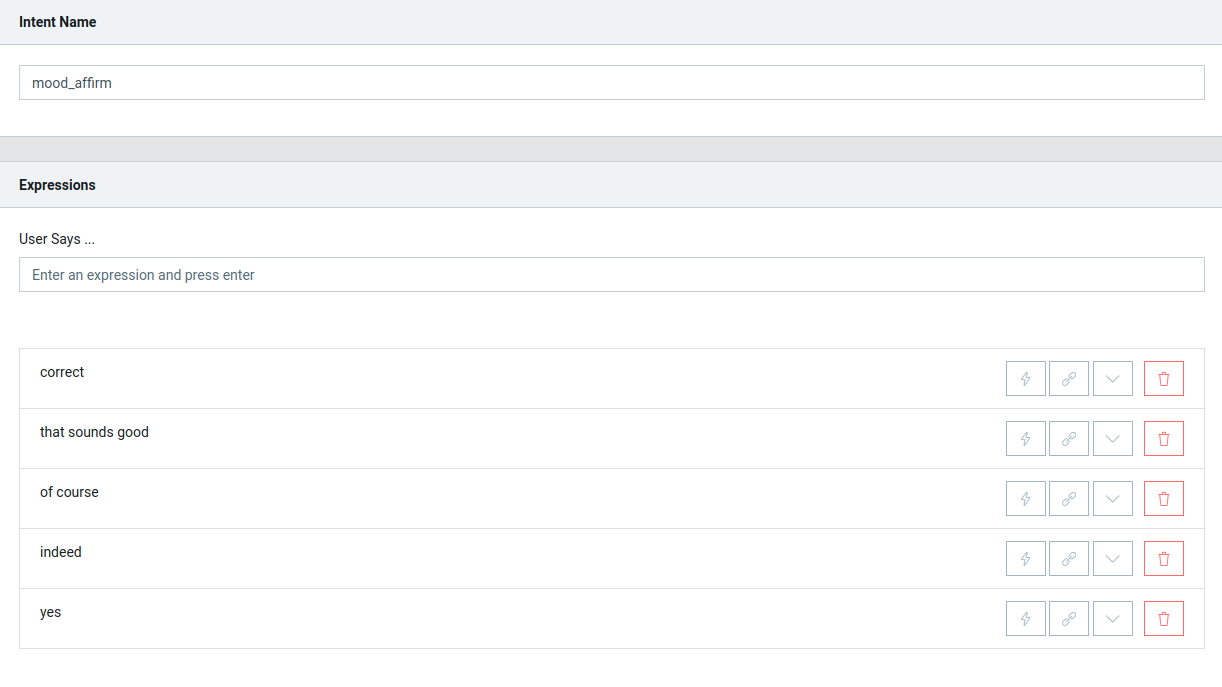 Intent Name
mood_affirm
Expressions
User Says ...
Enter an expression and press enter
correct
that sounds good
of course
indeed
yes